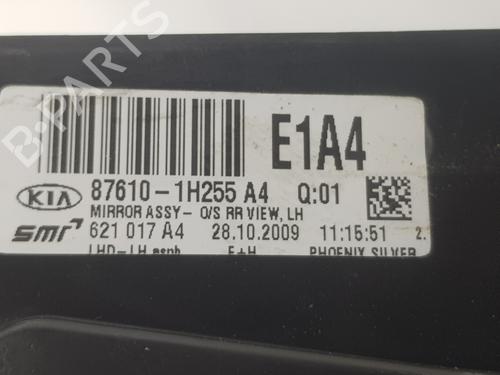 B-PARTS
E1A4
KIA 87610-1H255 A4 Q:01
MIRROR ASSY- O/S RR VIEW, LH
SMR 621 017 A4 28.10.2009 11:15:51 2.
LHD-LH asph E+H PHOENIX SILVER